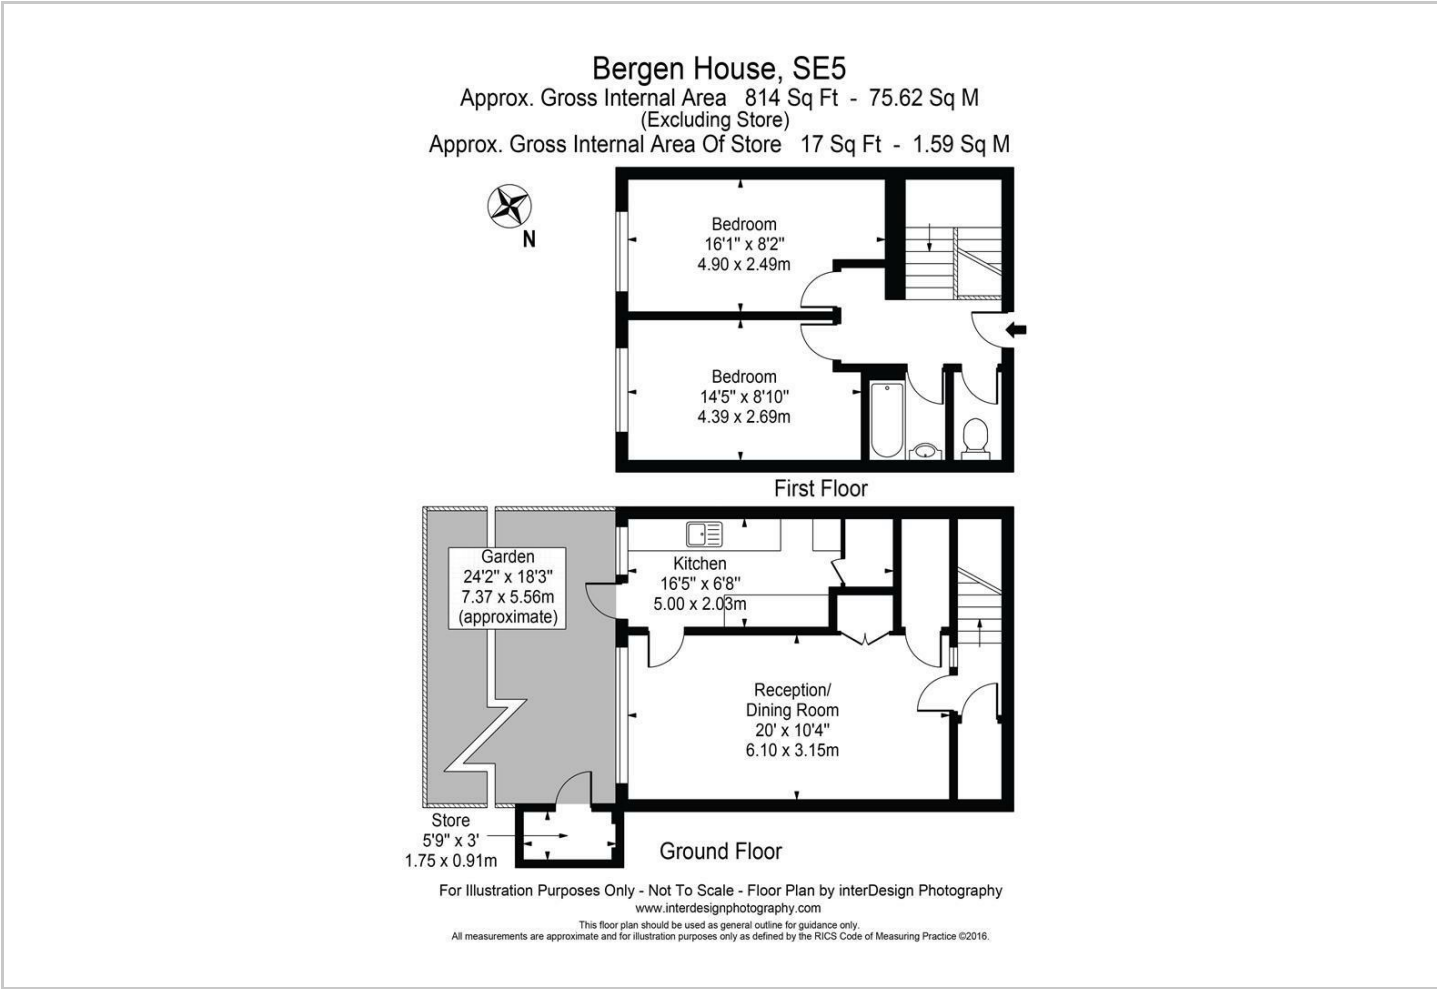 Bergen House, SE5
Approx. Gross Internal Area 814 Sq Ft - 75.62 Sq M
(Excluding Store)
Approx. Gross Internal Area Of Store 17 Sq Ft - 1.59 Sq M
N
Bedroom
16'1" x 8'2"
4.90 x 2.49m
Bedroom
14'5" x 8'10"
4.39 x 2.69m
First Floor
Garden
24'2" x 18'3"
7.37 x 5.56m
(approximate)
Kitchen
16'5" x 6'8"
5.00 x 2.03m
Reception/
Dining Room
20' x 10'4"
6.10 x 3.15m
Store
5'9" x 3'
1.75 x 0.91m
Ground Floor
For Illustration Purposes Only - Not To Scale - Floor Plan by interDesign Photography
www.interdesignphotography.com
This floor plan should be used as general outline for guidance only.
All measurements are approximate and for illustration purposes only as defined by the RICS Code of Measuring Practice ©2016.